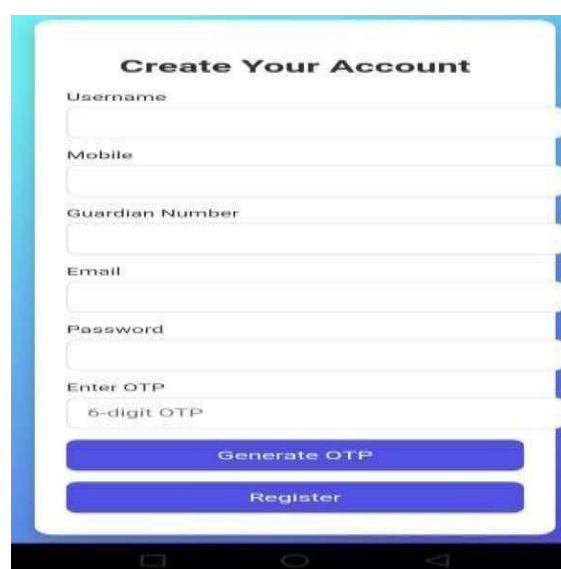 Create Your Account
Username
Mobile
Guardian Number
Email
Password
Enter OTP
6-digit OTP
Generate OTP
Register